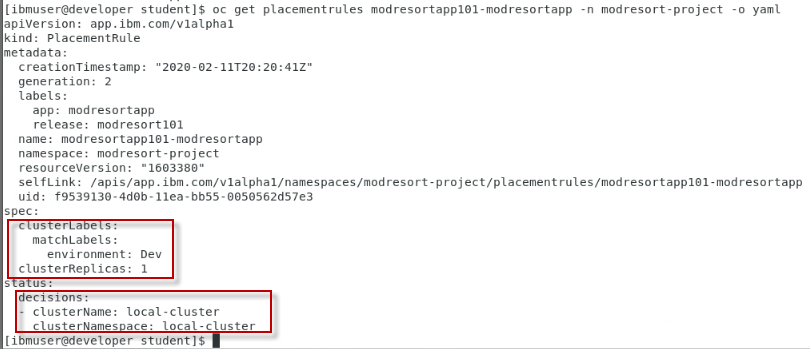 [ibmuser@developer student]$ oc get placementrules modresortapp101-modresortapp -n modresort-project -o yaml
apiVersion: app.ibm.com/v1alpha1
kind: PlacementRule
metadata:
  creationTimestamp: "2020-02-11T20:20:41Z"
  generation: 2
  labels:
    app: modresortapp
    release: modresort101
  name: modresortapp101-modresortapp
  namespace: modresort-project
  resourceVersion: "1603380"
  selfLink: /apis/app.ibm.com/v1alpha1/namespaces/modresort-project/placementrules/modresortapp101-modresortapp
  uid: f9539130-4d0b-11ea-bb55-0050562d57e3
spec:
  clusterLabels:
    matchLabels:
      environment: Dev
  clusterReplicas: 1
status:
  decisions:
  - clusterName: local-cluster
    clusterNamespace: local-cluster
[ibmuser@developer student]$